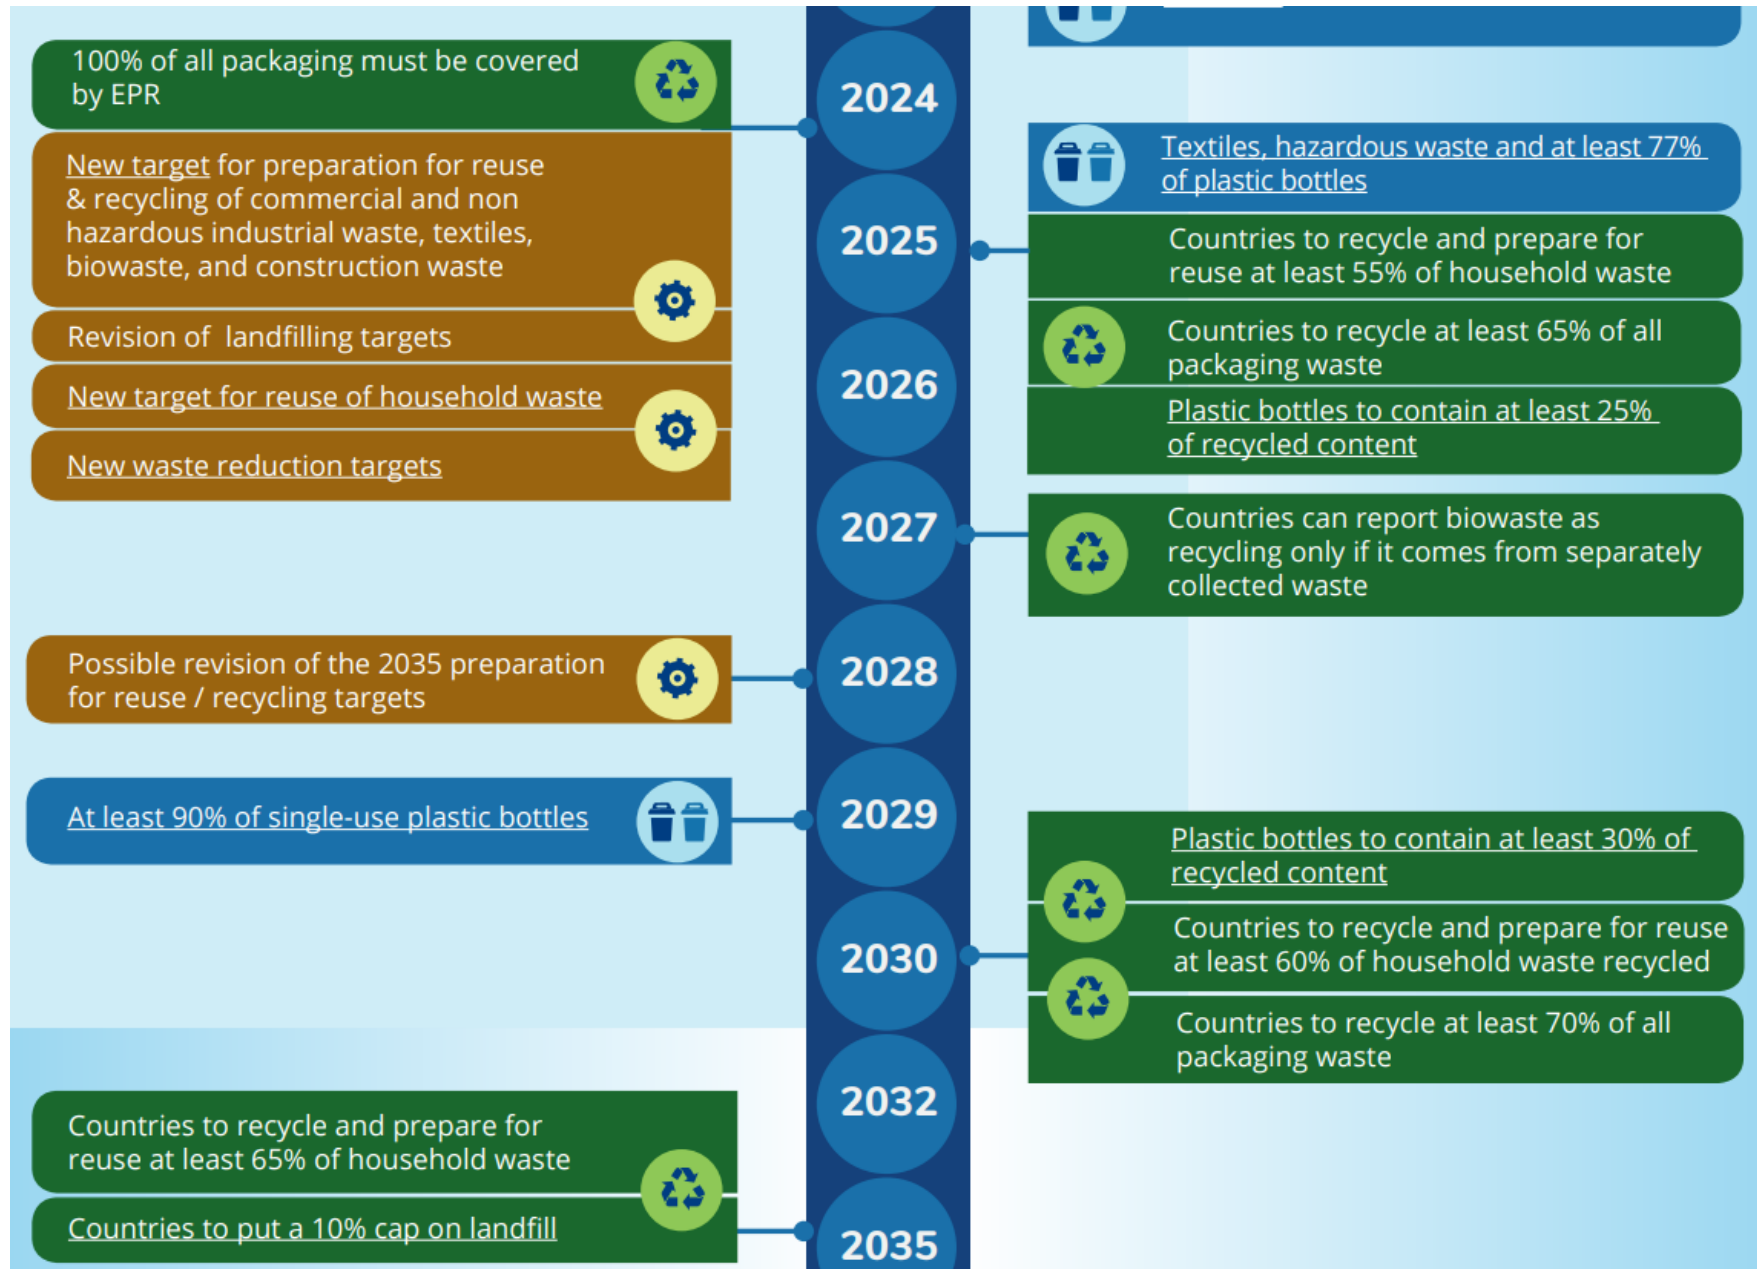 2024
100% of all packaging must be covered
by EPR
New target for preparation for reuse
& recycling of commercial and non
hazardous industrial waste, textiles,
biowaste, and construction waste
Revision of  landfilling targets
New target for reuse of household waste
New waste reduction targets
2025
Textiles, hazardous waste and at least 77%
of plastic bottles
Countries to recycle and prepare for
reuse at least 55% of household waste
Countries to recycle at least 65% of all
packaging waste
Plastic bottles to contain at least 25%
of recycled content
2026
2027
Countries can report biowaste as
recycling only if it comes from separately
collected waste
2028
Possible revision of the 2035 preparation
for reuse / recycling targets
2029
At least 90% of single-use plastic bottles
2030
Plastic bottles to contain at least 30% of
recycled content
Countries to recycle and prepare for reuse
at least 60% of household waste recycled
Countries to recycle at least 70% of all
packaging waste
2032
2035
Countries to recycle and prepare for
reuse at least 65% of household waste
Countries to put a 10% cap on landfill